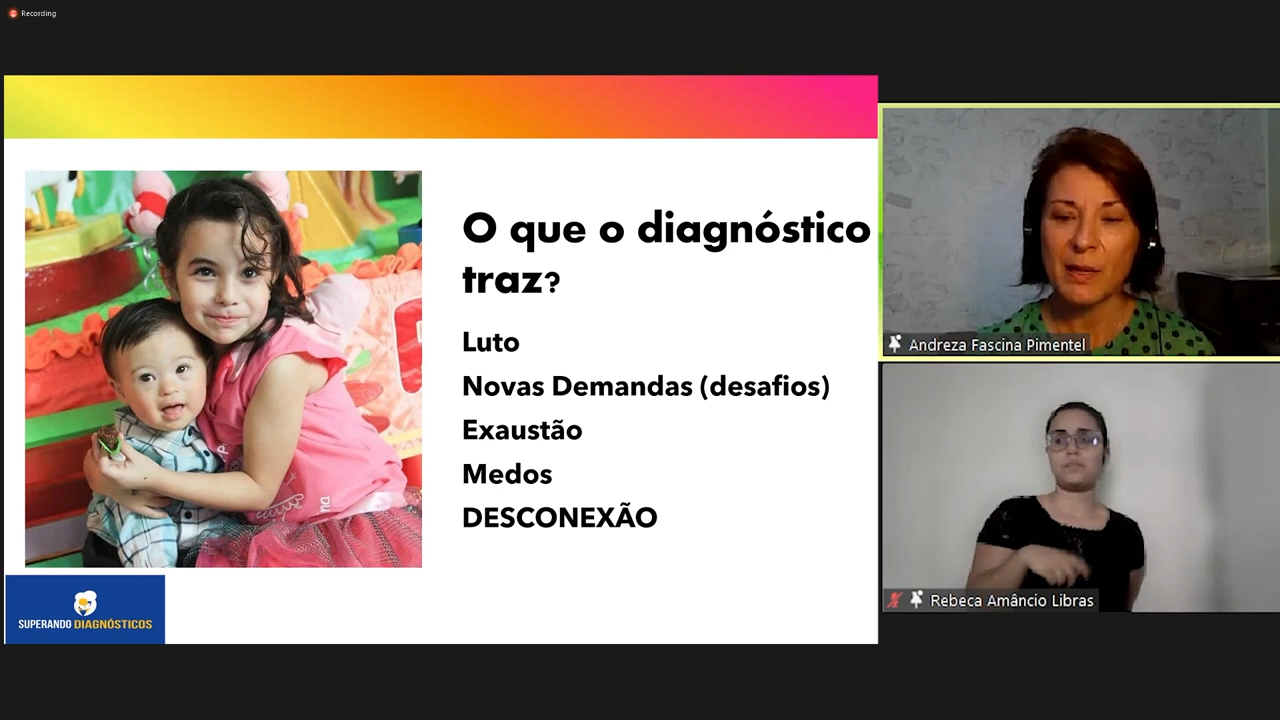 Recording
O que o diagnóstico
traz?
Luto
Novas Demandas (desafios)
Exaustão
Medos
DESCONEXÃO
SUPERANDO DIAGNÓSTICOS
Andreza Fascina Pimentel
Rebeca Amâncio Libras